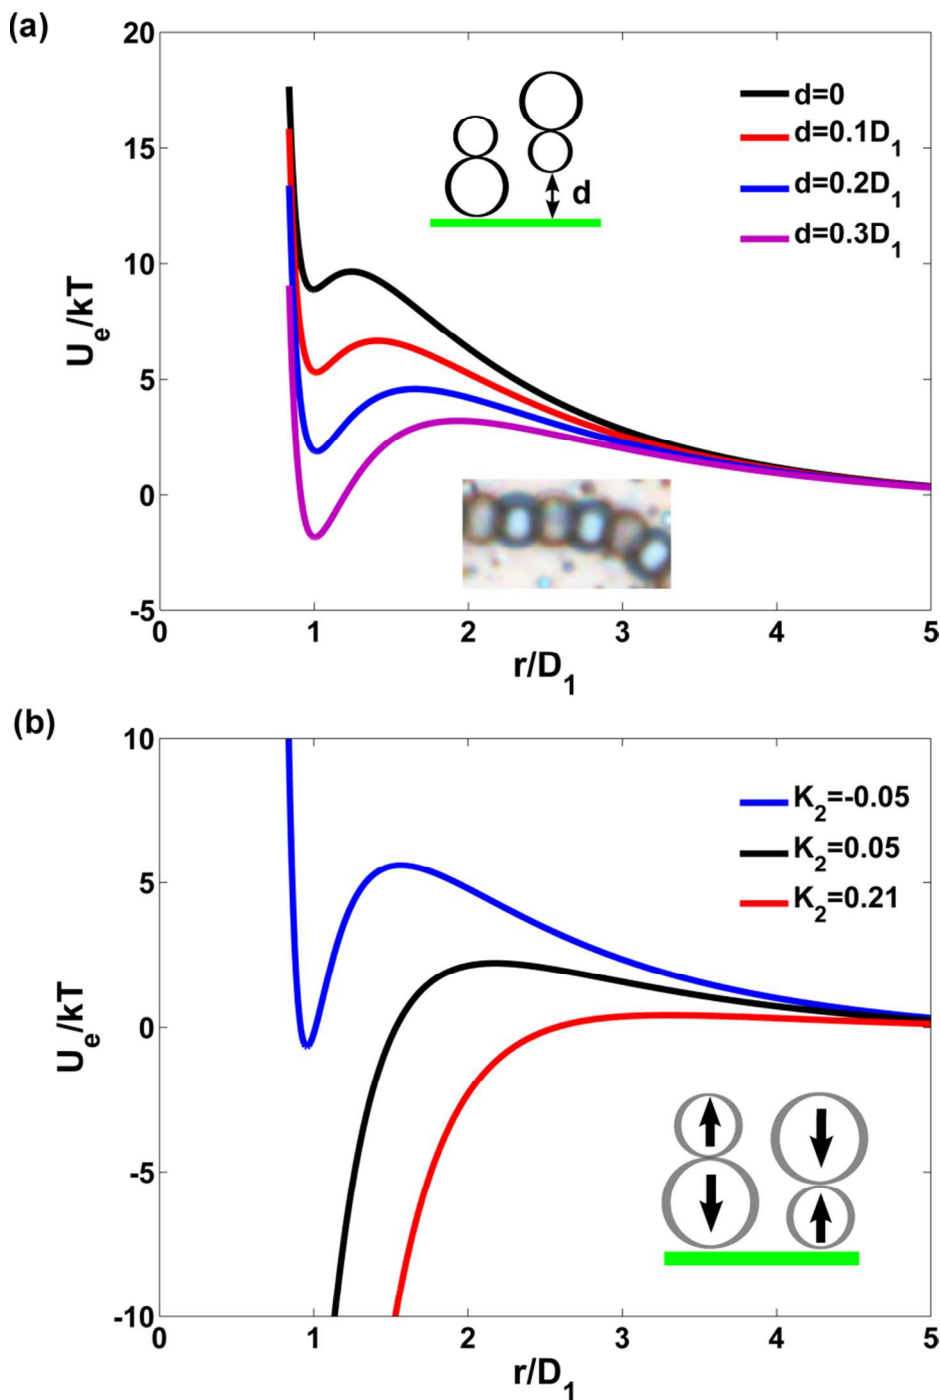 (a)
20
15
10
5
0
-5
U_e/kT
d=0
d=0.1D_1
d=0.2D_1
d=0.3D_1
d
0 1 2 3 4 5
r/D_1
(b)
10
5
0
-5
-10
U_e/kT
K_2=-0.05
K_2=0.05
K_2=0.21
0 1 2 3 4 5
r/D_1